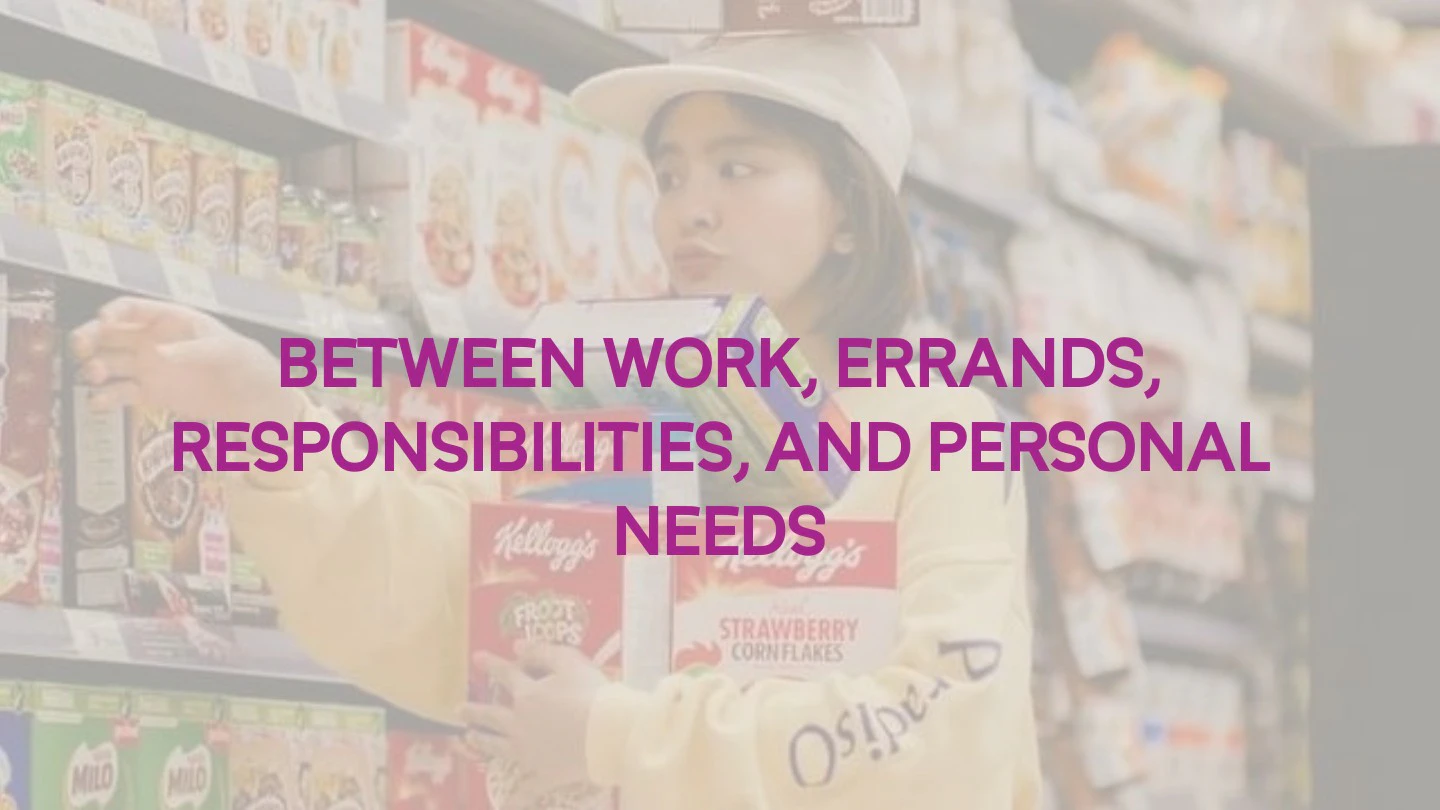 BETWEEN WORK, ERRANDS,
RESPONSIBILITIES, AND PERSONAL
NEEDS
Kellogg's
Kellogg's
FROOT
LOOPS
STRAWBERRY
CORN FLAKES
MILO
MILO